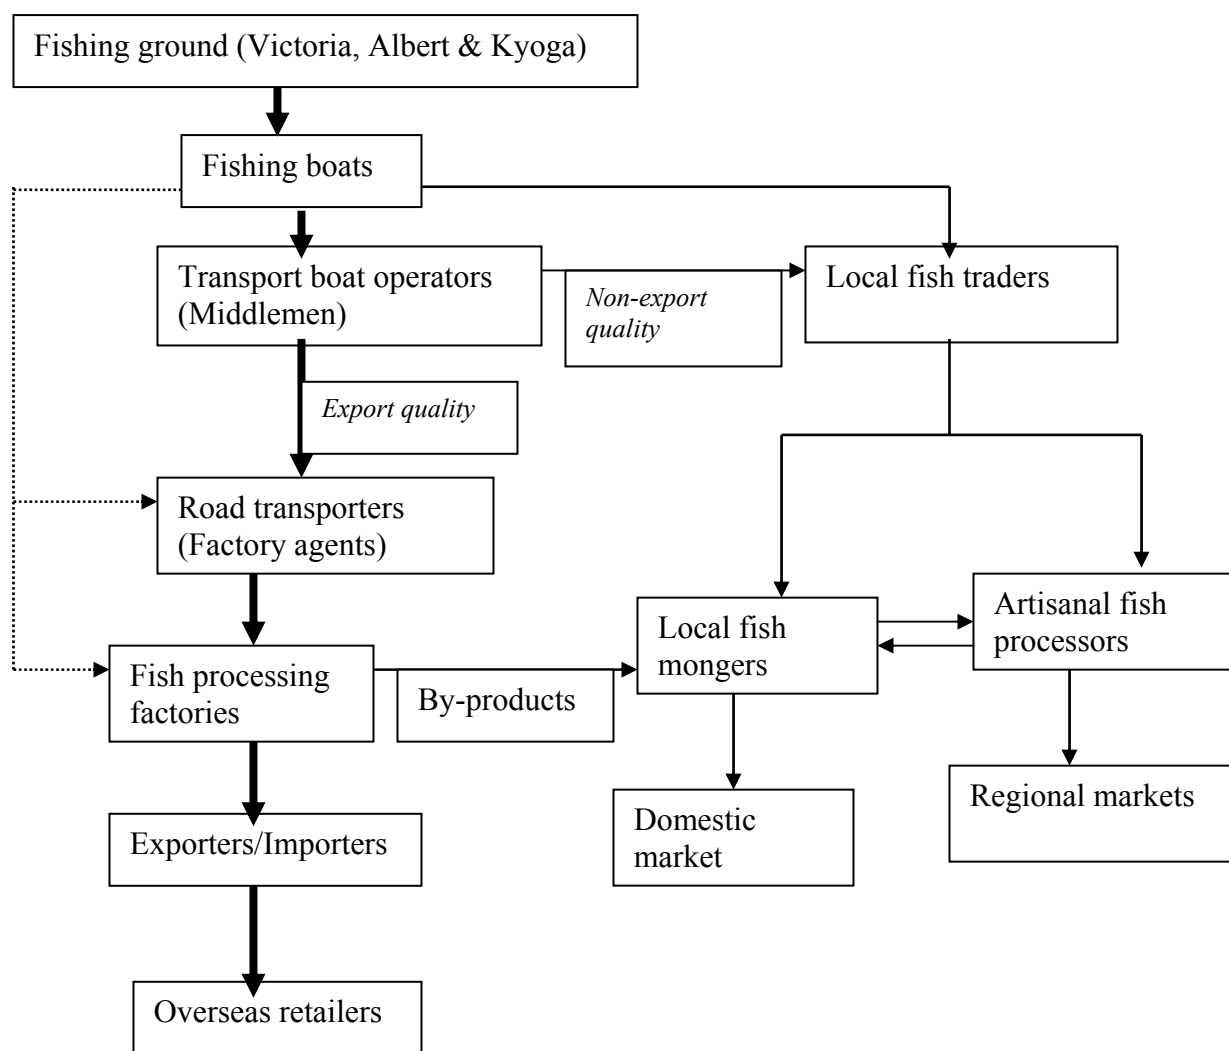 Fishing ground (Victoria, Albert & Kyoga)
Fishing boats
Transport boat operators
(Middlemen)
Non-export
quality
Local fish traders
Export quality
Road transporters
(Factory agents)
Local fish
mongers
Artisanal fish
processors
Fish processing
factories
By-products
Domestic
market
Regional markets
Exporters/Importers
Overseas retailers